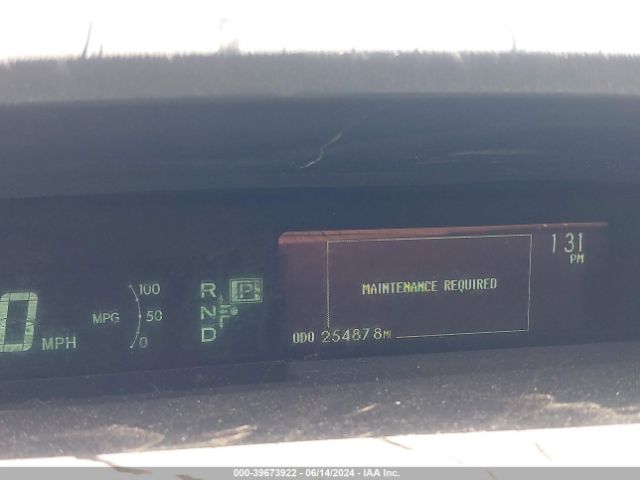 1 31
PM
MAINTENANCE REQUIRED
ODO 254878 MI
0 MPH
MPG
100
50
0
R
N
D
P
000-39673922 - 06/14/2024 - IAA Inc.